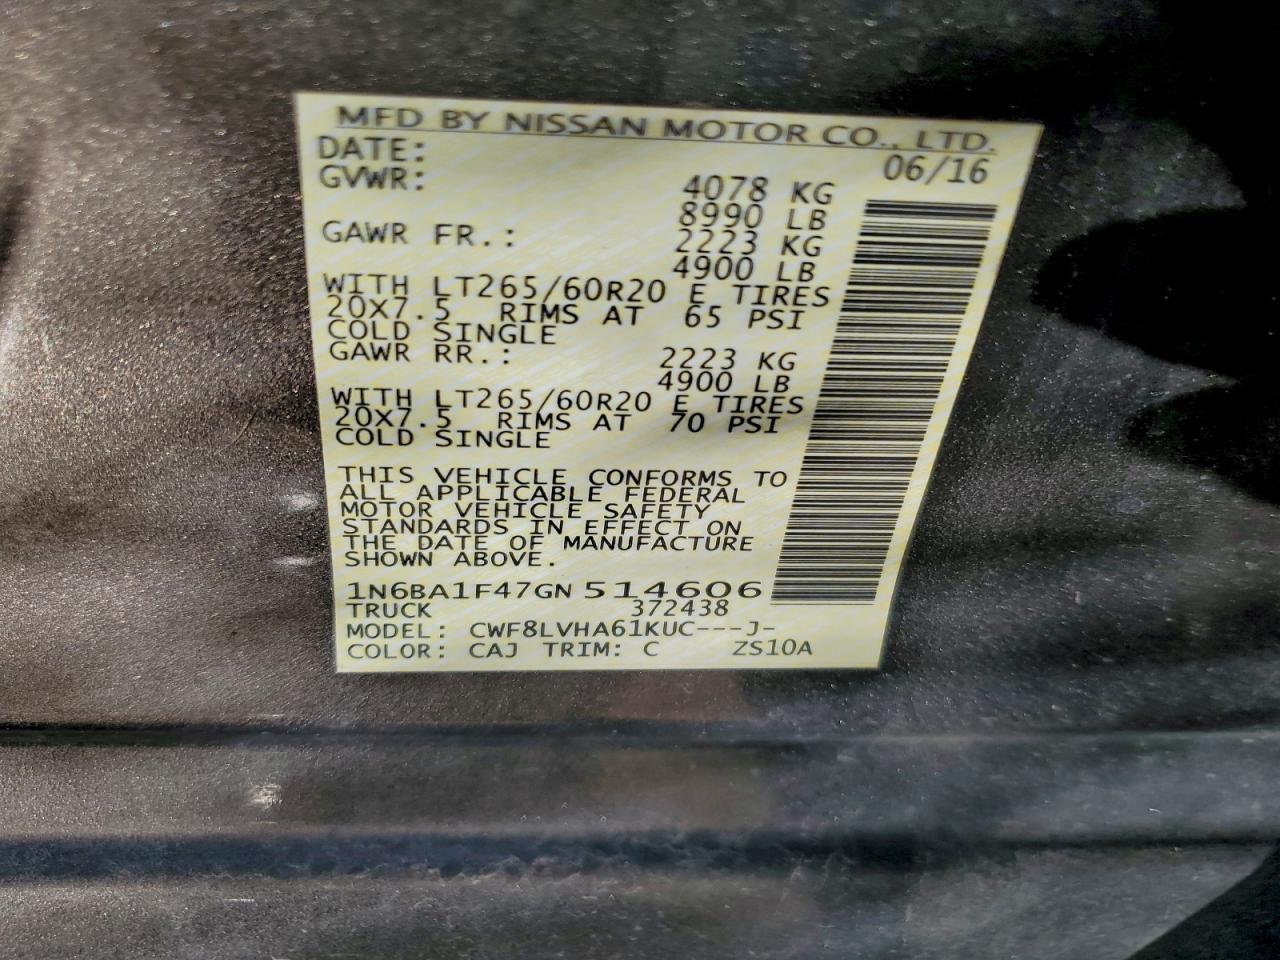 MFD BY NISSAN MOTOR CO., LTD.
DATE: 06/16
GVWR: 4078 KG
8990 LB
GAWR FR.: 2223 KG
4900 LB
WITH LT265/60R20 E TIRES
20X7.5 RIMS AT 65 PSI
COLD SINGLE
GAWR RR.: 2223 KG
4900 LB
WITH LT265/60R20 E TIRES
20X7.5 RIMS AT 70 PSI
COLD SINGLE
THIS VEHICLE CONFORMS TO
ALL APPLICABLE FEDERAL
MOTOR VEHICLE SAFETY
STANDARDS IN EFFECT ON
THE DATE OF MANUFACTURE
SHOWN ABOVE.
1N6BA1F47GN514606
TRUCK 372438
MODEL: CWF8LVHA61KUC---J-
COLOR: CAJ TRIM: C ZS10A